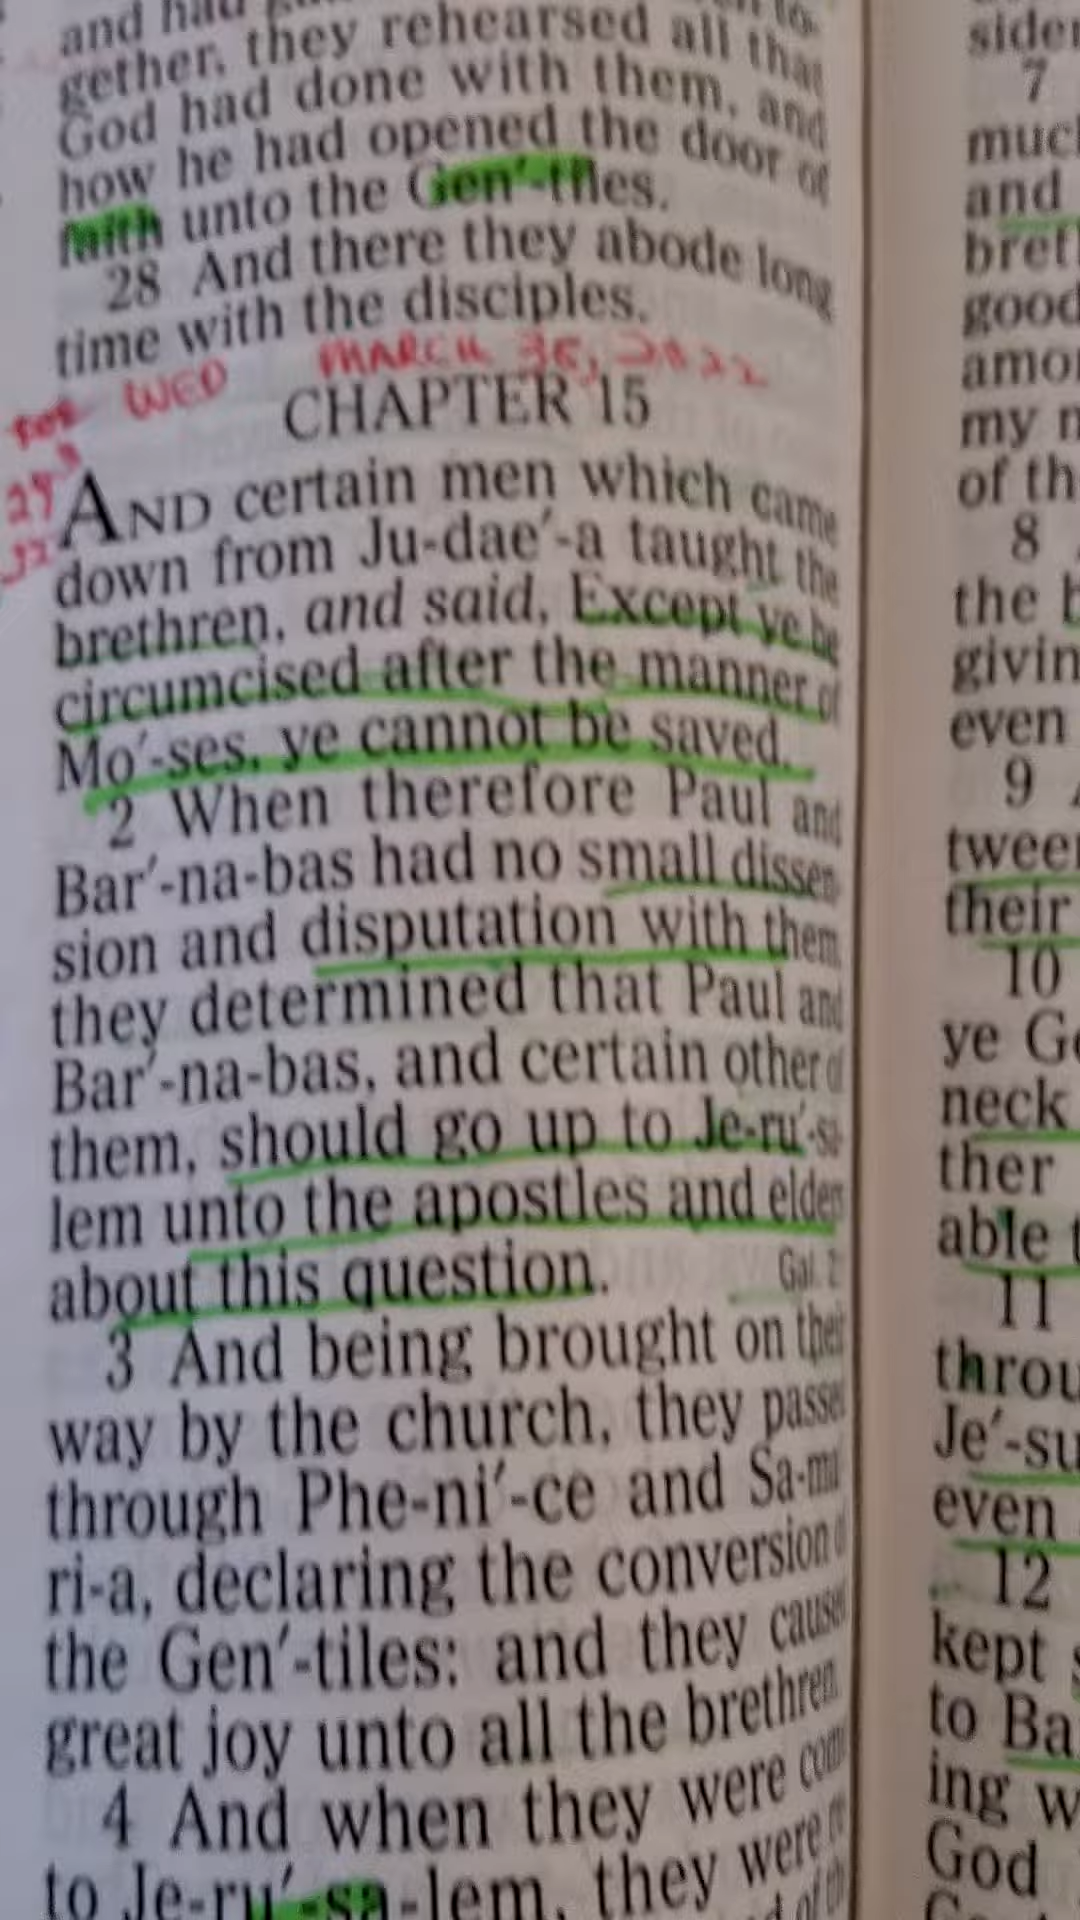 and had
gether, they rehearsed all that
God had done with them, and
how he had opened the door of
faith unto the Gen′-tiles.
28 And there they abode long
time with the disciples.
WED MARCH 30, 2022
CHAPTER 15
AND certain men which came
down from Ju-dae′-a taught the
brethren, and said, Except ye be
circumcised after the manner of
Mo′-ses, ye cannot be saved.
2 When therefore Paul and
Bar′-na-bas had no small dissen
sion and disputation with them
they determined that Paul and
Bar′-na-bas, and certain other of
them, should go up to Je-ru′-sa
lem unto the apostles and elders
about this question. Gal. 2
3 And being brought on their
way by the church, they passed
through Phe-ni′-ce and Sa-ma
ri-a, declaring the conversion of
the Gen′-tiles: and they caused
great joy unto all the brethren.
4 And when they were com
to Je-ru′-sa-lem, they were
7
much
and
breth
good
amo
my
of th
8
the b
givin
even
9
tween
their
10
ye Go
neck
ther
able t
11
throu
Je′-su
even
12
kept s
to Ba
ing w
God